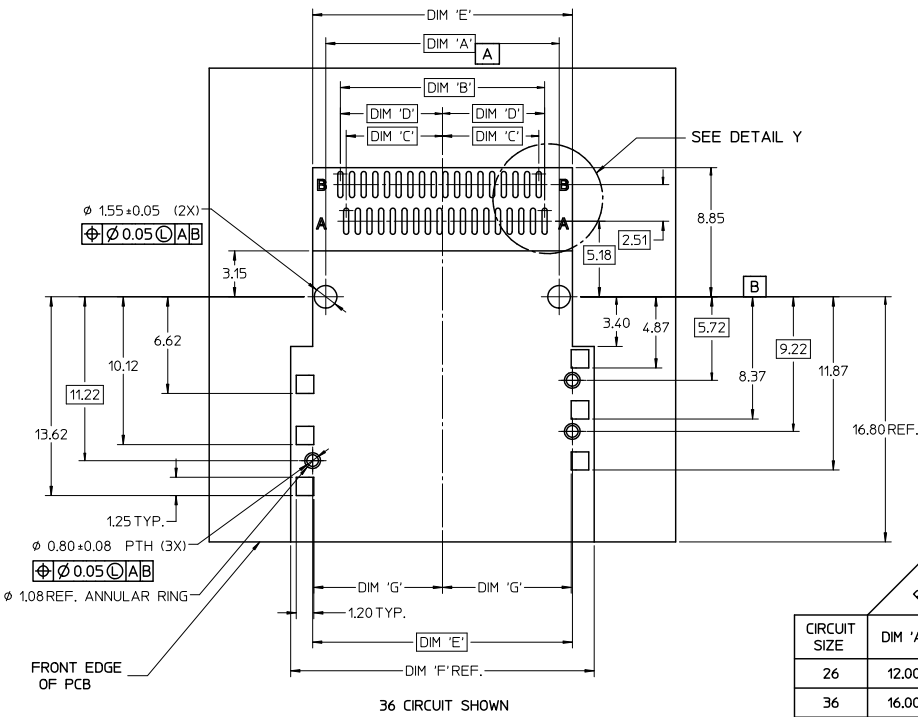 DIM 'E'
DIM 'A'
A
DIM 'B'
DIM 'D' DIM 'D'
DIM 'C' DIM 'C'
SEE DETAIL Y
B B
A A
ø 1.55±0.05 (2X)
⌖ Ø 0.05 Ⓛ A B
8.85
2.51
5.18
3.15
B
3.40
4.87
5.72
6.62
10.12
11.22
13.62
8.37
9.22
11.87
16.80 REF.
1.25 TYP.
ø 0.80±0.08 PTH (3X)
⌖ Ø 0.05 Ⓛ A B
ø 1.08 REF. ANNULAR RING
DIM 'G' DIM 'G'
1.20 TYP.
DIM 'E'
DIM 'F' REF.
FRONT EDGE
OF PCB
36 CIRCUIT SHOWN
CIRCUIT
SIZE
DIM 'A
26 12.00
36 16.00